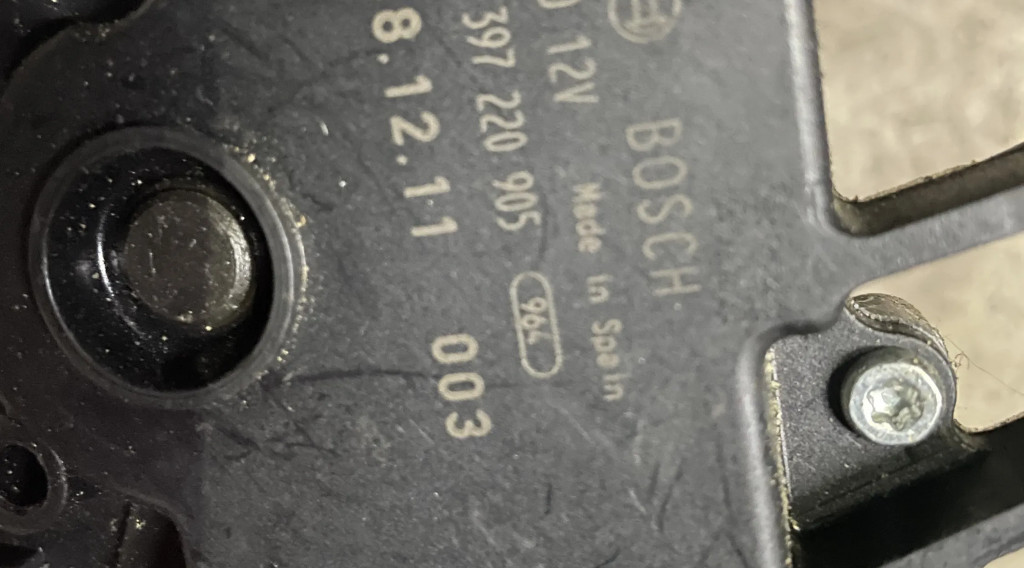 BOSCH
Made in Spain
12V
397 220 905 964
8.12.11 003